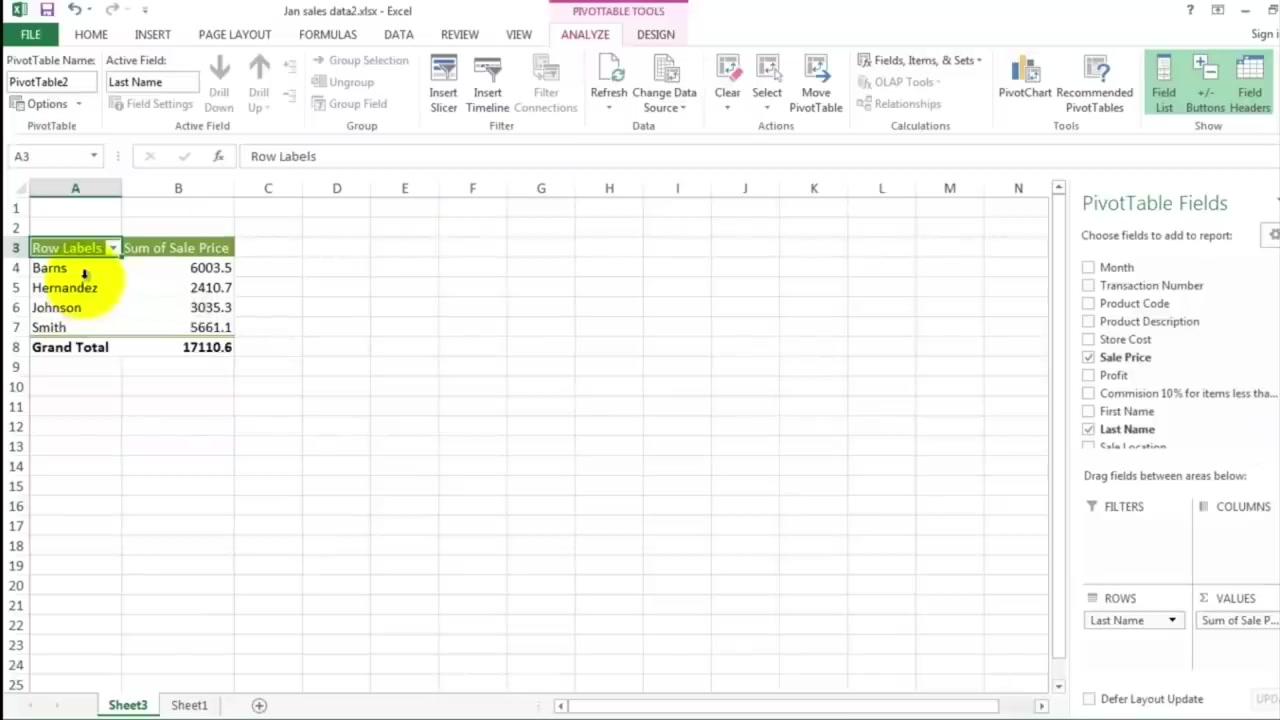 Jan sales data2.xlsx - Excel
PIVOTTABLE TOOLS
?
FILE HOME INSERT PAGE LAYOUT FORMULAS DATA REVIEW VIEW ANALYZE DESIGN
Sign i
PivotTable Name:
PivotTable2
Options
PivotTable
Active Field:
Last Name
Field Settings
Drill Down
Drill Up
Active Field
Group Selection
Ungroup
Group Field
Group
Insert Slicer
Insert Timeline
Filter Connections
Filter
Refresh
Change Data Source
Data
Clear
Select
Move PivotTable
Actions
Fields, Items, & Sets
OLAP Tools
Relationships
Calculations
PivotChart
Recommended PivotTables
Tools
Field List
+/- Buttons
Field Headers
Show
A3 fx Row Labels
A B C D E F G H I J K L M N
1
2
3 Row Labels Sum of Sale Price
4 Barns 6003.5
5 Hernandez 2410.7
6 Johnson 3035.3
7 Smith 5661.1
8 Grand Total 17110.6
9
10
11
12
13
14
15
16
17
18
19
20
21
22
23
24
25
PivotTable Fields
Choose fields to add to report:
Month
Transaction Number
Product Code
Product Description
Store Cost
Sale Price
Profit
Commision 10% for items less tha...
First Name
Last Name
Sale Location
Drag fields between areas below:
FILTERS
COLUMNS
ROWS
Σ VALUES
Last Name
Sum of Sale P...
Defer Layout Update
UPD
Sheet3 Sheet1